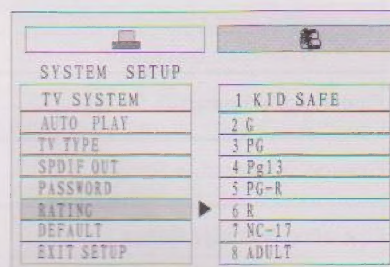 SYSTEM SETUP
TV SYSTEM
AUTO PLAY
TV TYPE
SPDIF OUT
PASSWORD
RATING
DEFAULT
EXIT SETUP
1 KID SAFE
2 G
3 PG
4 Pg13
5 PG-R
6 R
7 NC-17
8 ADULT